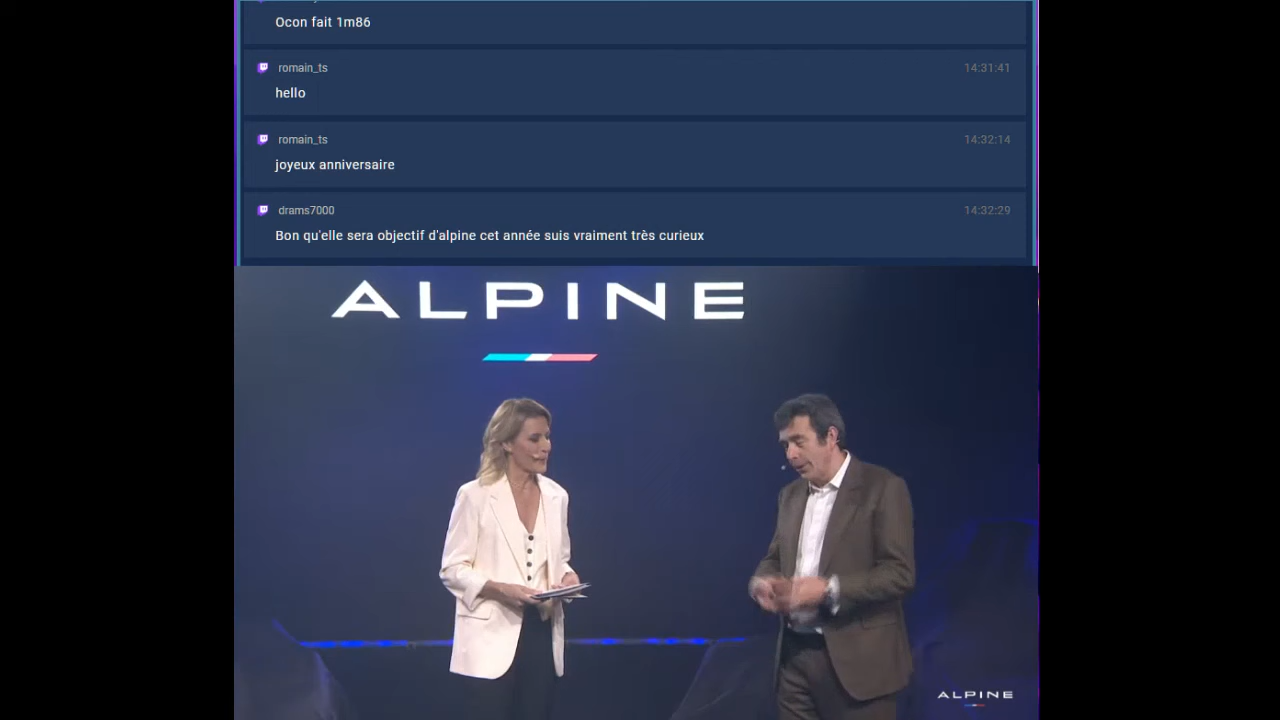 Ocon fait 1m86
romain_ts 14:31:41
hello
romain_ts 14:32:14
joyeux anniversaire
drams7000 14:32:29
Bon qu'elle sera objectif d'alpine cet année suis vraiment très curieux
ALPINE
ALPINE